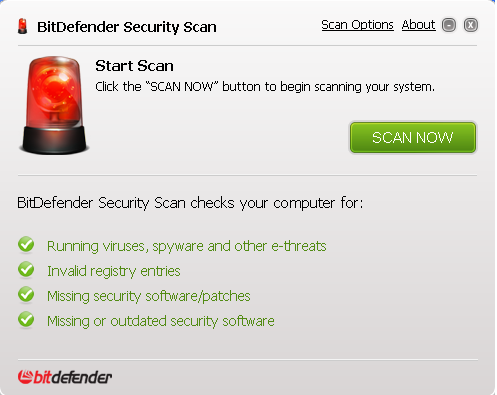 BitDefender Security Scan
Scan Options About
Start Scan
Click the “SCAN NOW” button to begin scanning your system.
SCAN NOW
BitDefender Security Scan checks your computer for:
Running viruses, spyware and other e-threats
Invalid registry entries
Missing security software/patches
Missing or outdated security software
bitdefender